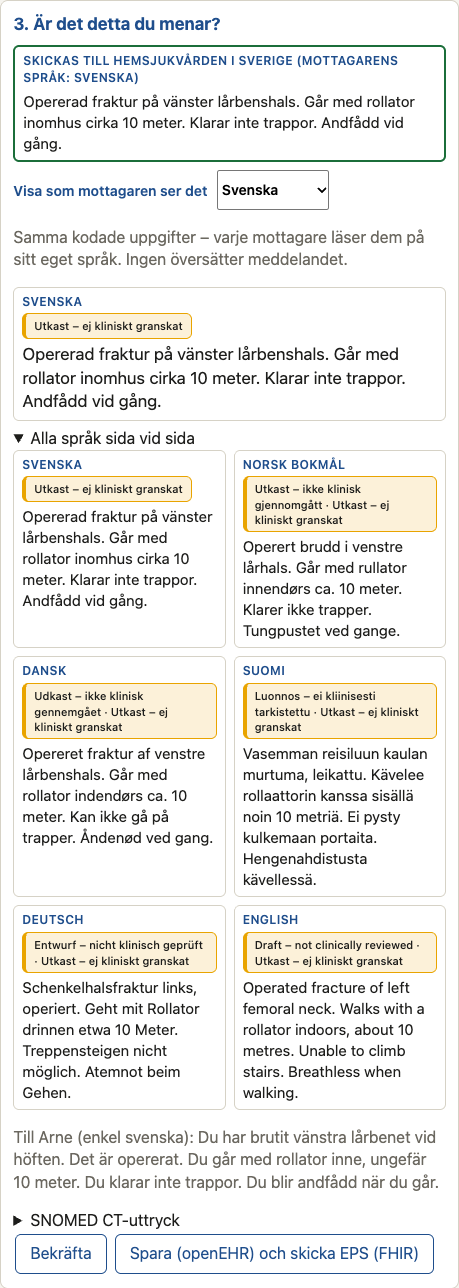 3. Är det detta du menar?
SKICKAS TILL HEMSJUKVÅRDEN I SVERIGE (MOTTAGARENS
SPRÅK: SVENSKA)
Opererad fraktur på vänster lårbenshals. Går med rollator
inomhus cirka 10 meter. Klarar inte trappor. Andfådd vid
gång.
Visa som mottagaren ser det
Svenska
Samma kodade uppgifter – varje mottagare läser dem på
sitt eget språk. Ingen översätter meddelandet.
SVENSKA
Utkast – ej kliniskt granskat
Opererad fraktur på vänster lårbenshals. Går med
rollator inomhus cirka 10 meter. Klarar inte trappor.
Andfådd vid gång.
▼ Alla språk sida vid sida
SVENSKA
Utkast – ej kliniskt granskat
Opererad fraktur på vänster
lårbenshals. Går med
rollator inomhus cirka 10
meter. Klarar inte trappor.
Andfådd vid gång.
NORSK BOKMÅL
Utkast – ikke klinisk
gjennomgått · Utkast – ej
kliniskt granskat
Operert brudd i venstre
lårhals. Går med rullator
innendørs ca. 10 meter.
Klarer ikke trapper.
Tungpustet ved gange.
DANSK
Udkast – ikke klinisk
gennemgået · Utkast – ej
kliniskt granskat
Opereret fraktur af venstre
lårbenshals. Går med
rollator indendørs ca. 10
meter. Kan ikke gå på
trapper. Åndenød ved gang.
SUOMI
Luonnos – ei kliinisesti
tarkistettu · Utkast – ej kliniskt
granskat
Vasemman reisiluun kaulan
murtuma, leikattu. Kävelee
rollaattorin kanssa sisällä
noin 10 metriä. Ei pysty
kulkemaan portaita.
Hengenahdistusta
kävellessä.
DEUTSCH
Entwurf – nicht klinisch geprüft
· Utkast – ej kliniskt granskat
Schenkelhalsfraktur links,
operiert. Geht mit Rollator
drinnen etwa 10 Meter.
Treppensteigen nicht
möglich. Atemnot beim
Gehen.
ENGLISH
Draft – not clinically reviewed ·
Utkast – ej kliniskt granskat
Operated fracture of left
femoral neck. Walks with a
rollator indoors, about 10
metres. Unable to climb
stairs. Breathless when
walking.
Till Arne (enkel svenska): Du har brutit vänstra lårbenet vid
höften. Det är opererat. Du går med rollator inne, ungefär
10 meter. Du klarar inte trappor. Du blir andfådd när du går.
▶ SNOMED CT-uttryck
Bekräfta
Spara (openEHR) och skicka EPS (FHIR)